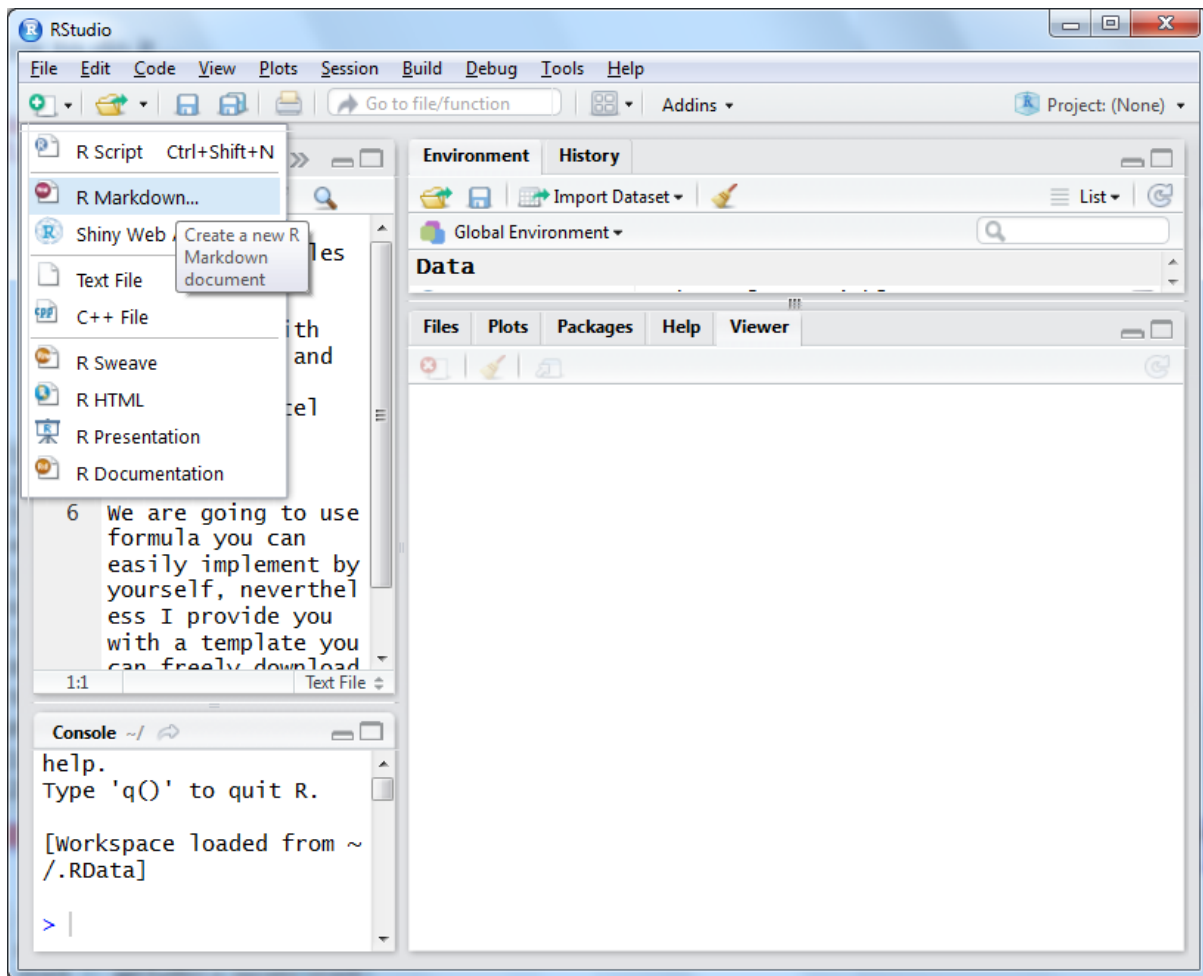 RStudio
File Edit Code View Plots Session Build Debug Tools Help
Go to file/function Addins Project: (None)
R Script Ctrl+Shift+N
R Markdown...
Shiny Web
Text File
C++ File
R Sweave
R HTML
R Presentation
R Documentation
Create a new R
Markdown
document
les
ith
and
cel
6 We are going to use
formula you can
easily implement by
yourself, neverthel
ess I provide you
with a template you
can freely download
1:1 Text File
Console ~/
help.
Type 'q()' to quit R.
[Workspace loaded from ~
/.RData]
>
Environment History
Import Dataset List
Global Environment
Data
Files Plots Packages Help Viewer